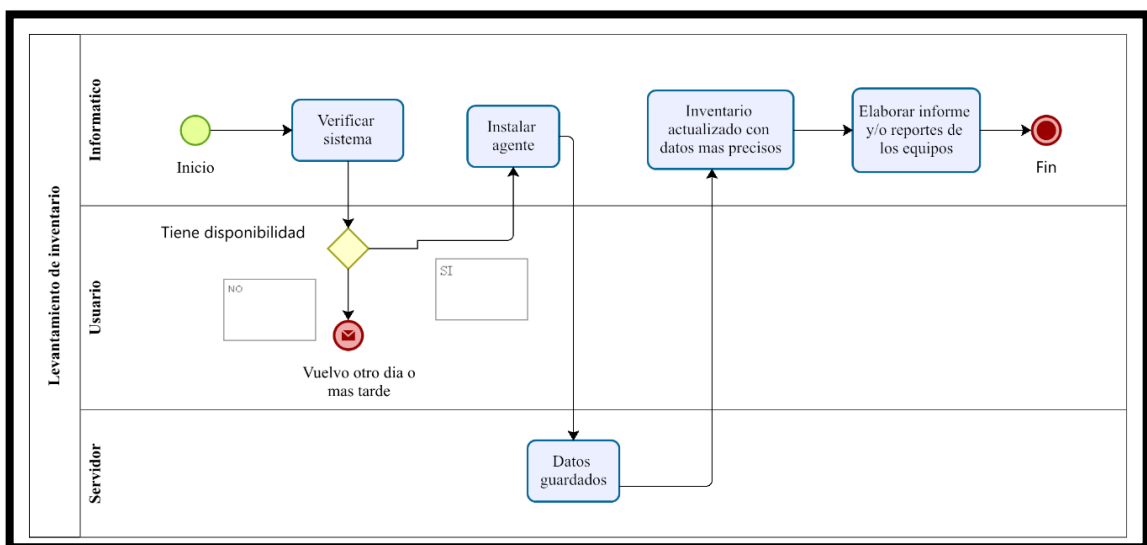 Levantamiento de inventario
Informatico
Inicio
Verificar
sistema
Instalar
agente
Inventario
actualizado con
datos mas precisos
Elaborar informe
y/o reportes de
los equipos
Fin
Usuario
Tiene disponibilidad
NO
SI
Vuelvo otro dia o
mas tarde
Servidor
Datos
guardados